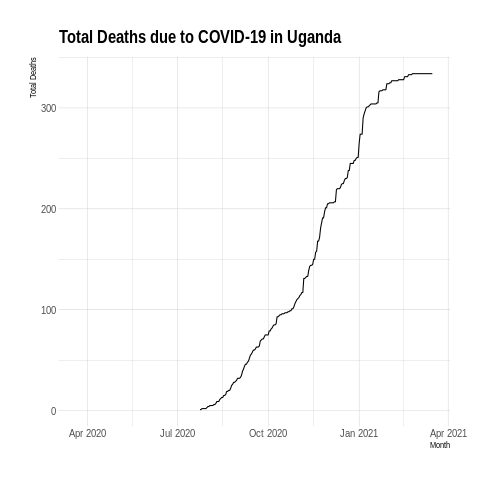 Total Deaths due to COVID-19 in Uganda
Total Deaths
300
200
100
0
Apr 2020
Jul 2020
Oct 2020
Jan 2021
Apr 2021
Month